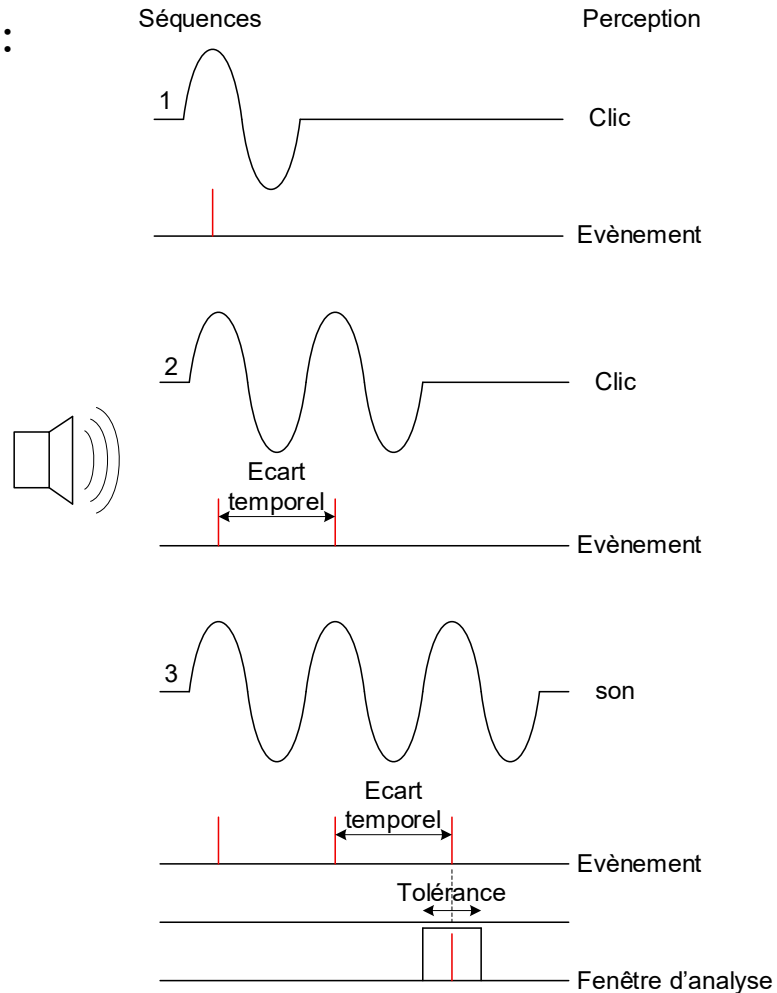 Séquences Perception
:
1
Clic
Evènement
2
Clic
Ecart
temporel
Evènement
3
son
Ecart
temporel
Evènement
Tolérance
Fenêtre d’analyse